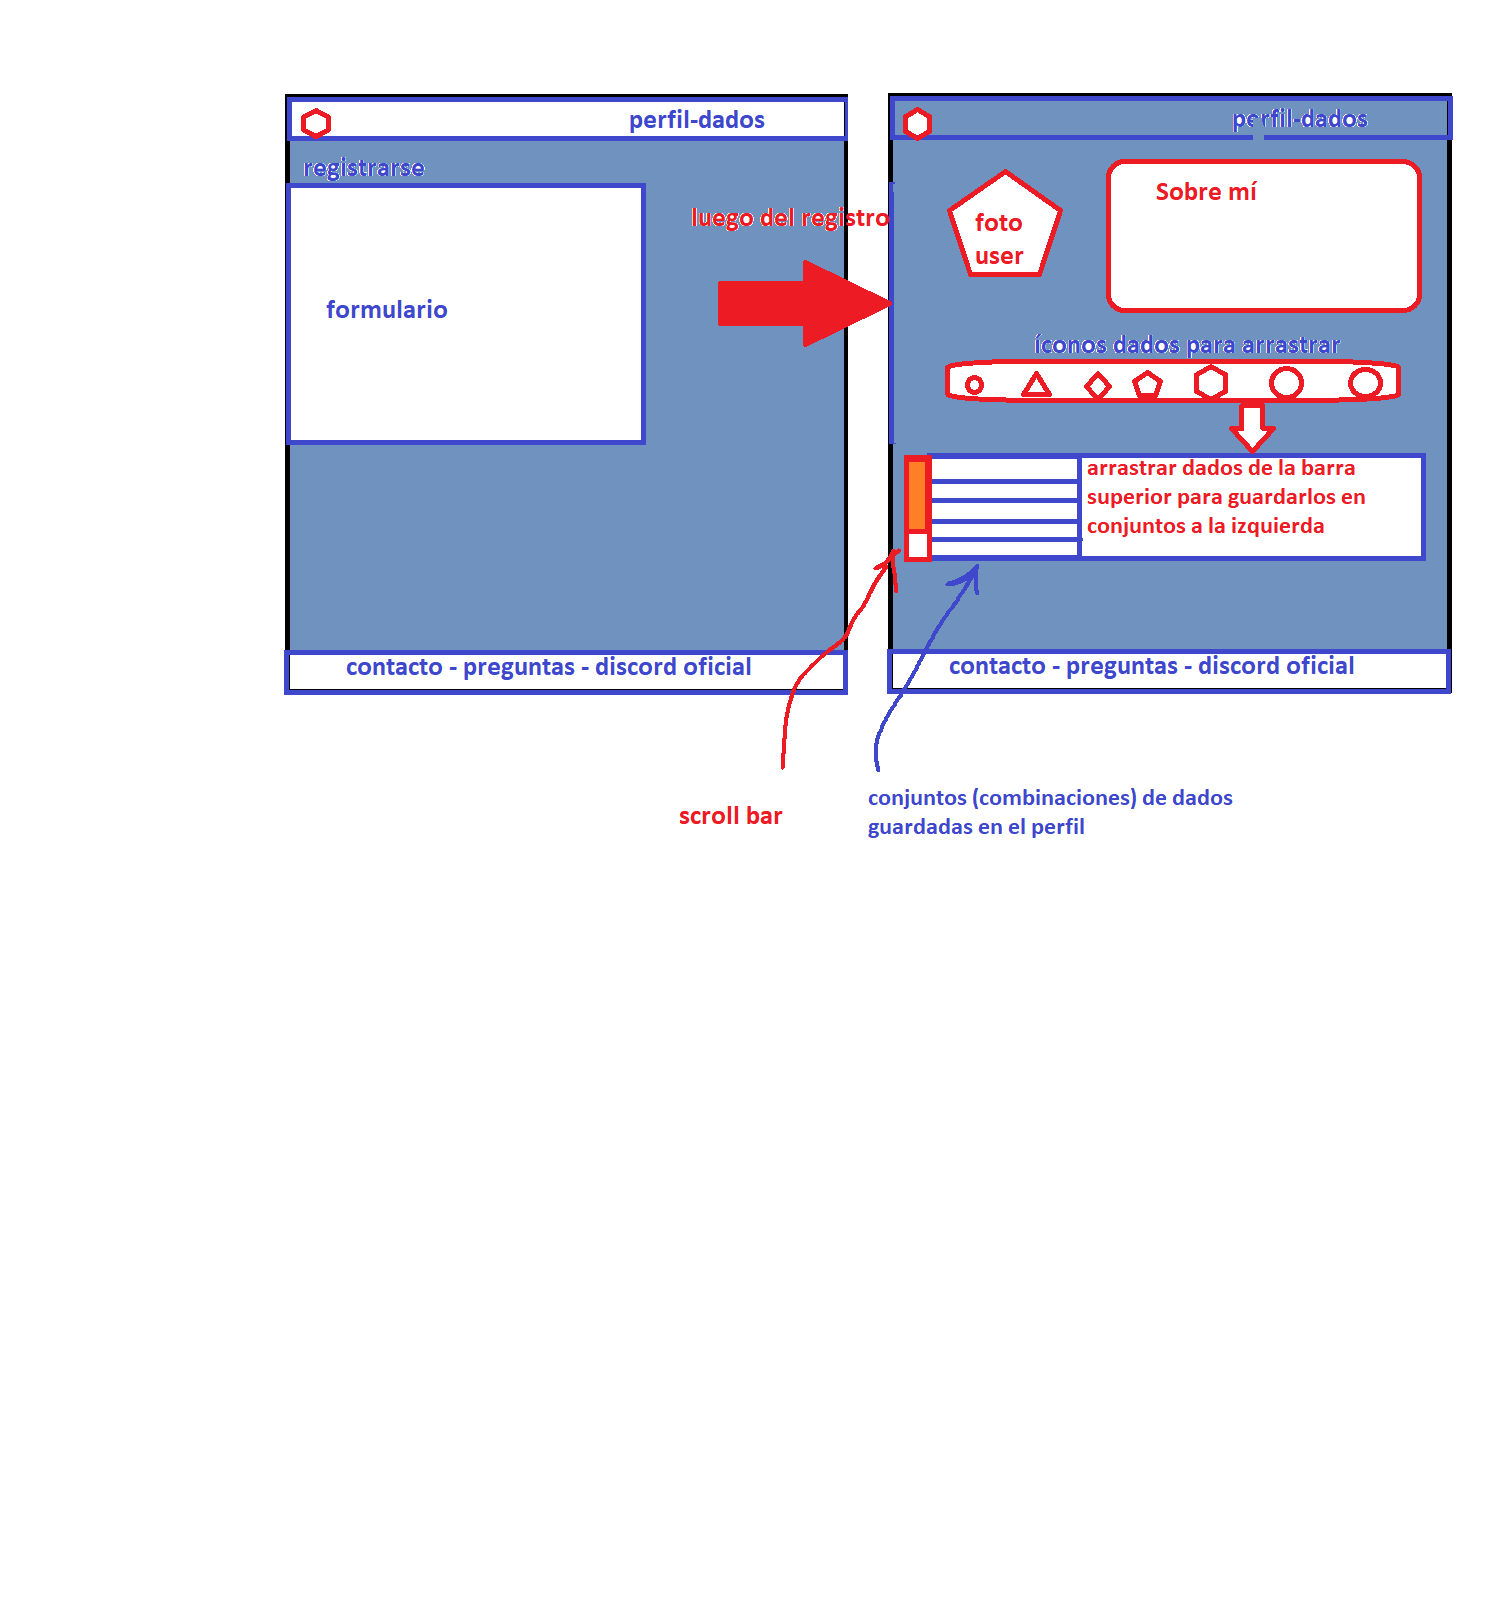 perfil-dados
registrarse
formulario
luego del registro
contacto - preguntas - discord oficial
perfil-dados
foto
user
Sobre mí
íconos dados para arrastrar
arrastrar dados de la barra
superior para guardarlos en
conjuntos a la izquierda
contacto - preguntas - discord oficial
scroll bar
conjuntos (combinaciones) de dados
guardadas en el perfil